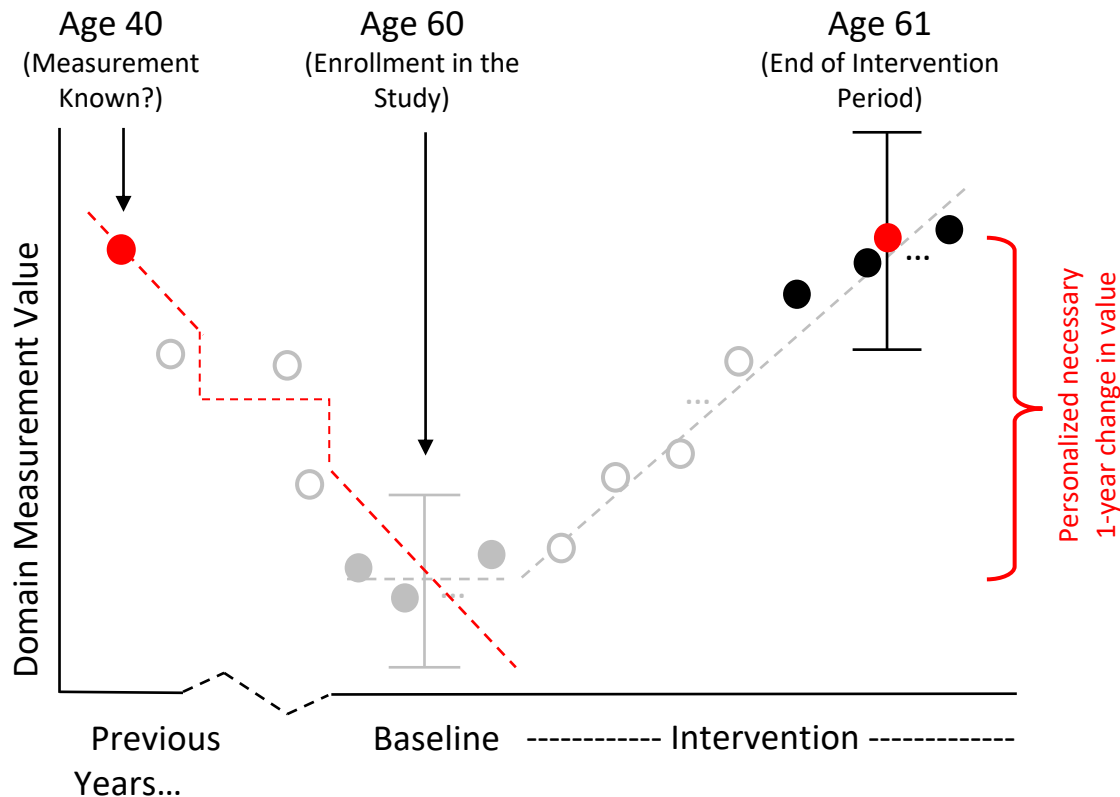 Age 40
(Measurement
Known?)
Age 60
(Enrollment in the
Study)
Age 61
(End of Intervention
Period)
Domain Measurement Value
...
...
...
Personalized necessary
1-year change in value
Previous
Years...
Baseline
Intervention